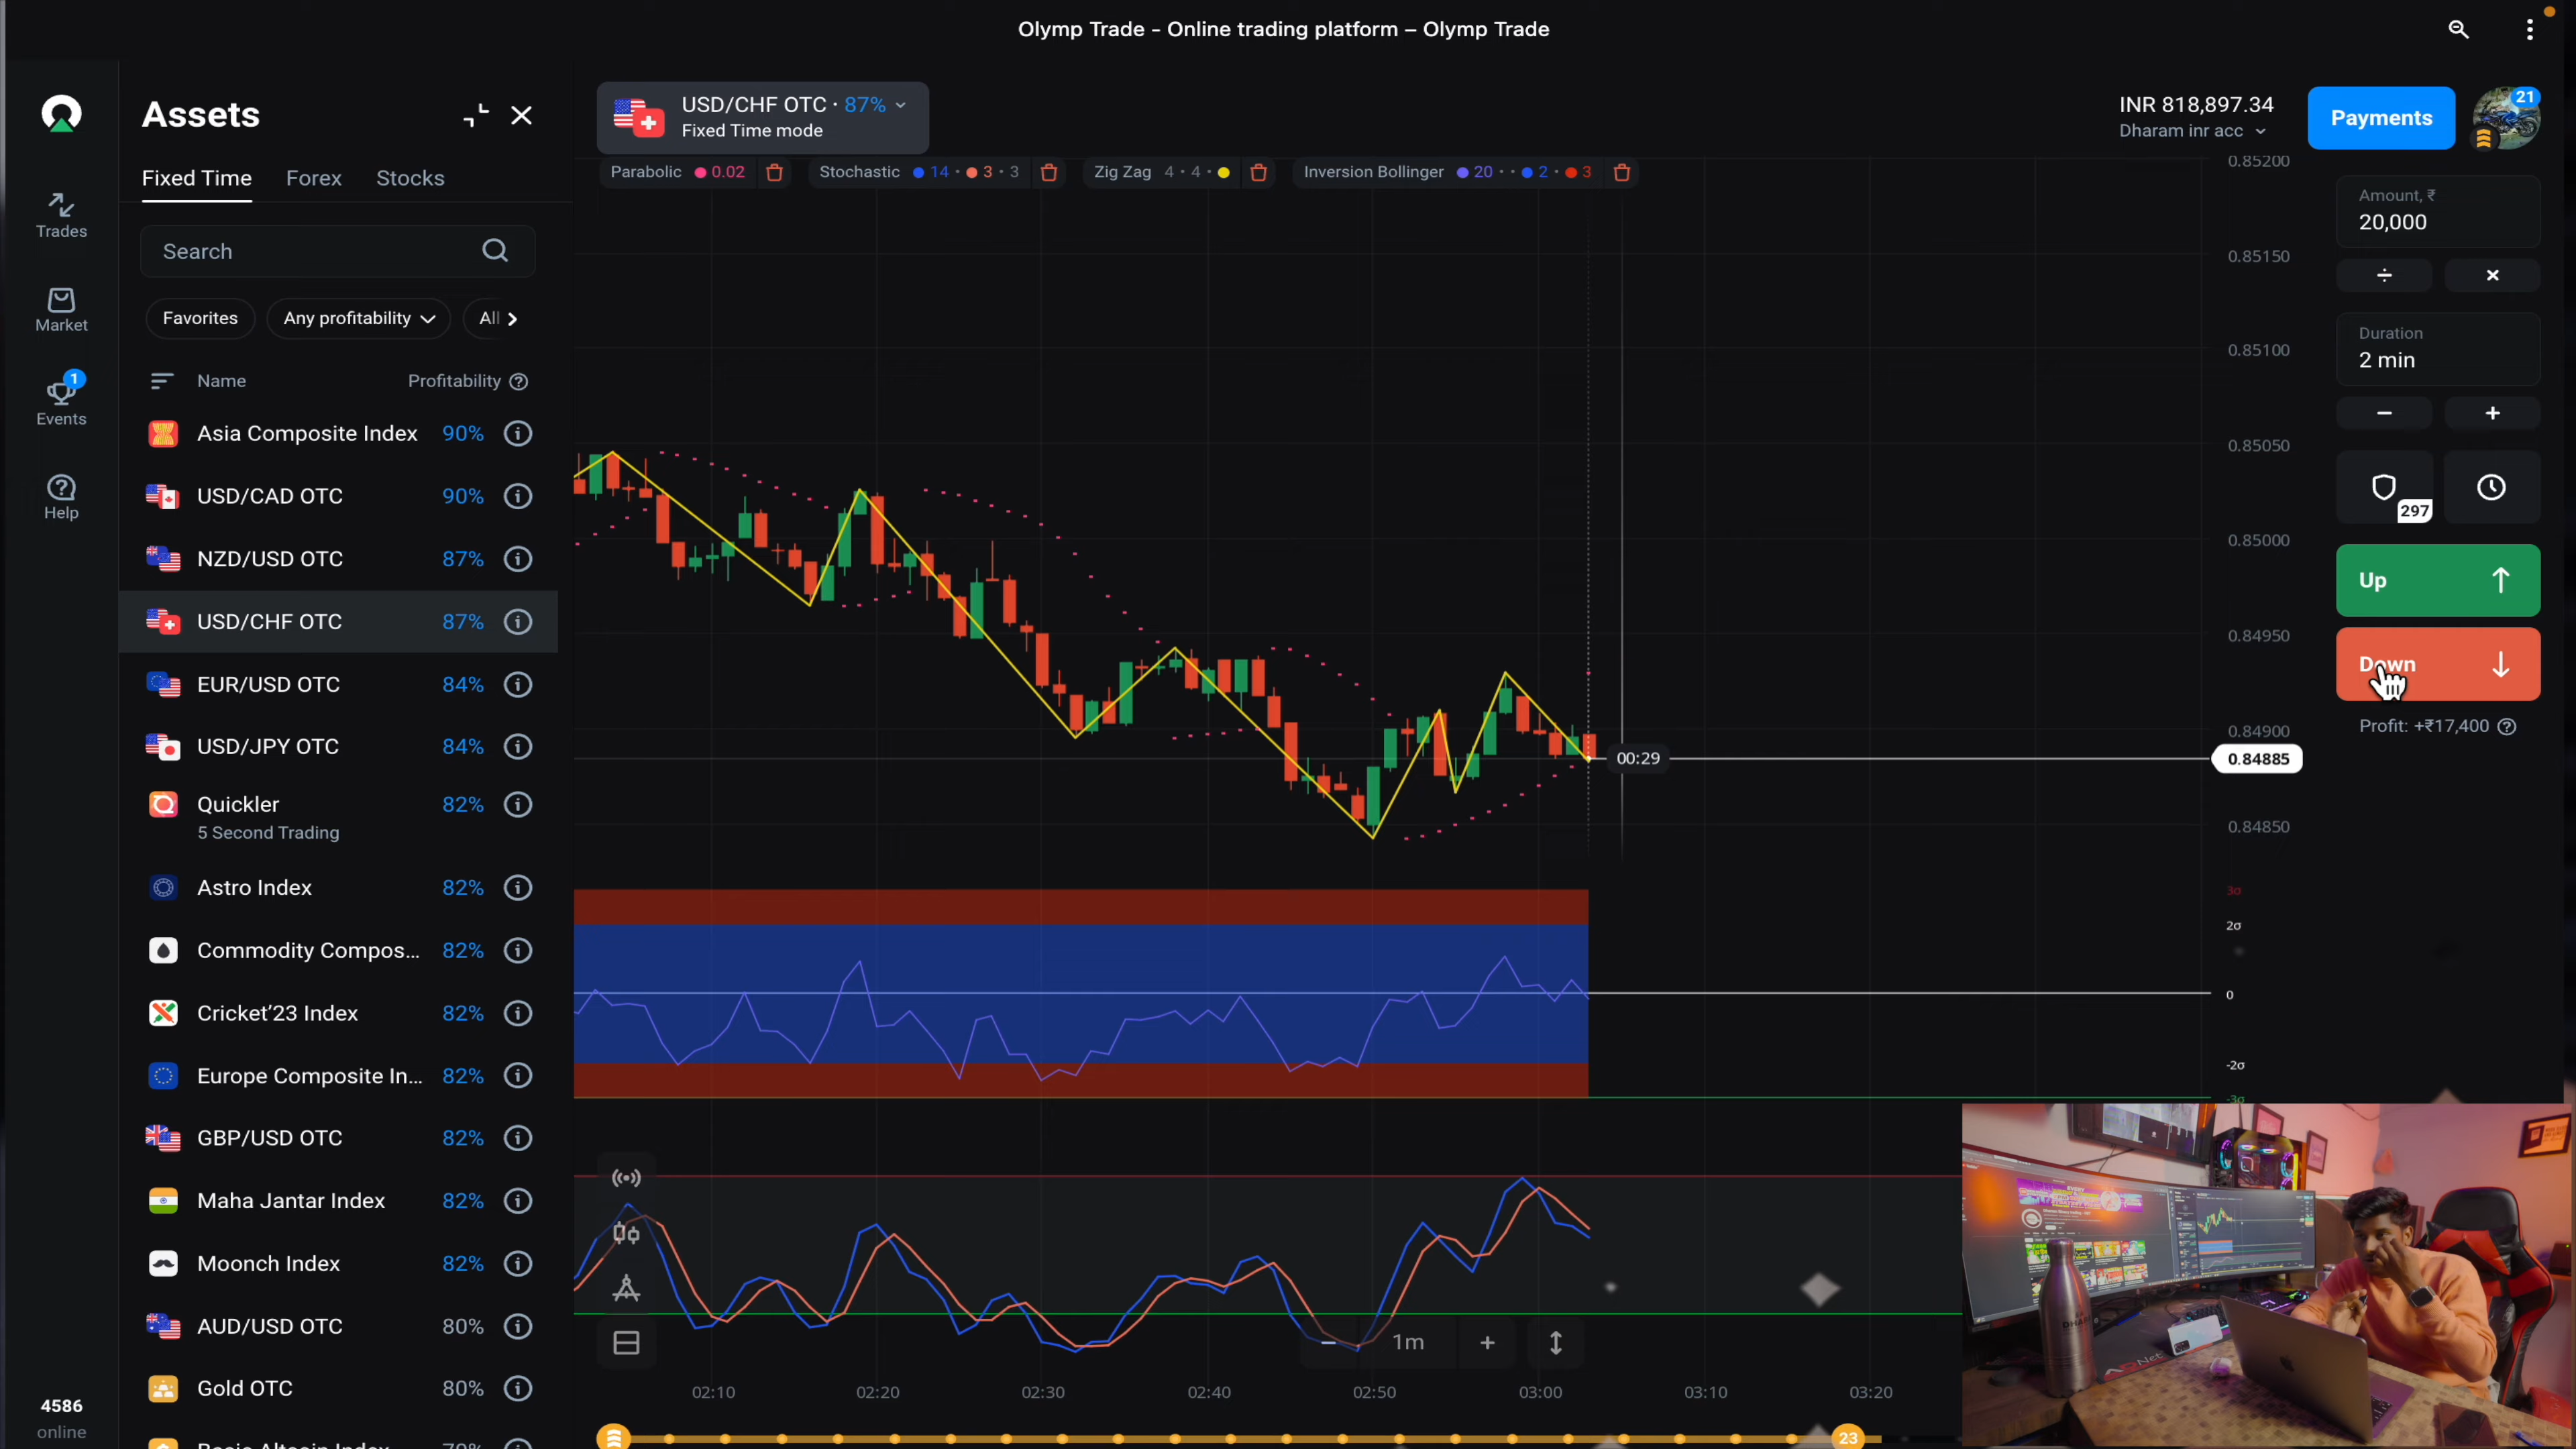 Olymp Trade - Online trading platform – Olymp Trade
Assets
Fixed Time Forex Stocks
Search
Favorites Any profitability All
Name Profitability
Asia Composite Index 90%
USD/CAD OTC 90%
NZD/USD OTC 87%
USD/CHF OTC 87%
EUR/USD OTC 84%
USD/JPY OTC 84%
Quickler 82%
5 Second Trading
Astro Index 82%
Commodity Compos... 82%
Cricket'23 Index 82%
Europe Composite In... 82%
GBP/USD OTC 82%
Maha Jantar Index 82%
Moonch Index 82%
AUD/USD OTC 80%
Gold OTC 80%
Trades
Market
1
Events
Help
4586
online
USD/CHF OTC · 87%
Fixed Time mode
Parabolic 0.02 Stochastic 14 · 3 · 3 Zig Zag 4 · 4 · Inversion Bollinger 20 · · 2 · 3
INR 818,897.34
Dharam inr acc
Payments
21
0.85200
0.85150
0.85100
0.85050
0.85000
0.84950
0.84900
0.84885
0.84850
00:29
3σ
2σ
0
-2σ
-3σ
Amount, ₹
20,000
÷ ×
Duration
2 min
− +
297
Up
Down
Profit: +₹17,400
− 1m +
02:10 02:20 02:30 02:40 02:50 03:00 03:10 03:20
23